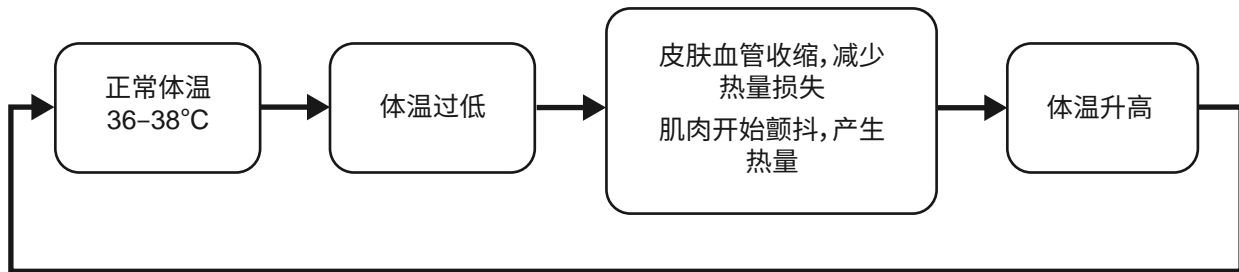 正常体温
36–38°C
体温过低
皮肤血管收缩，减少
热量损失
肌肉开始颤抖，产生
热量
体温升高